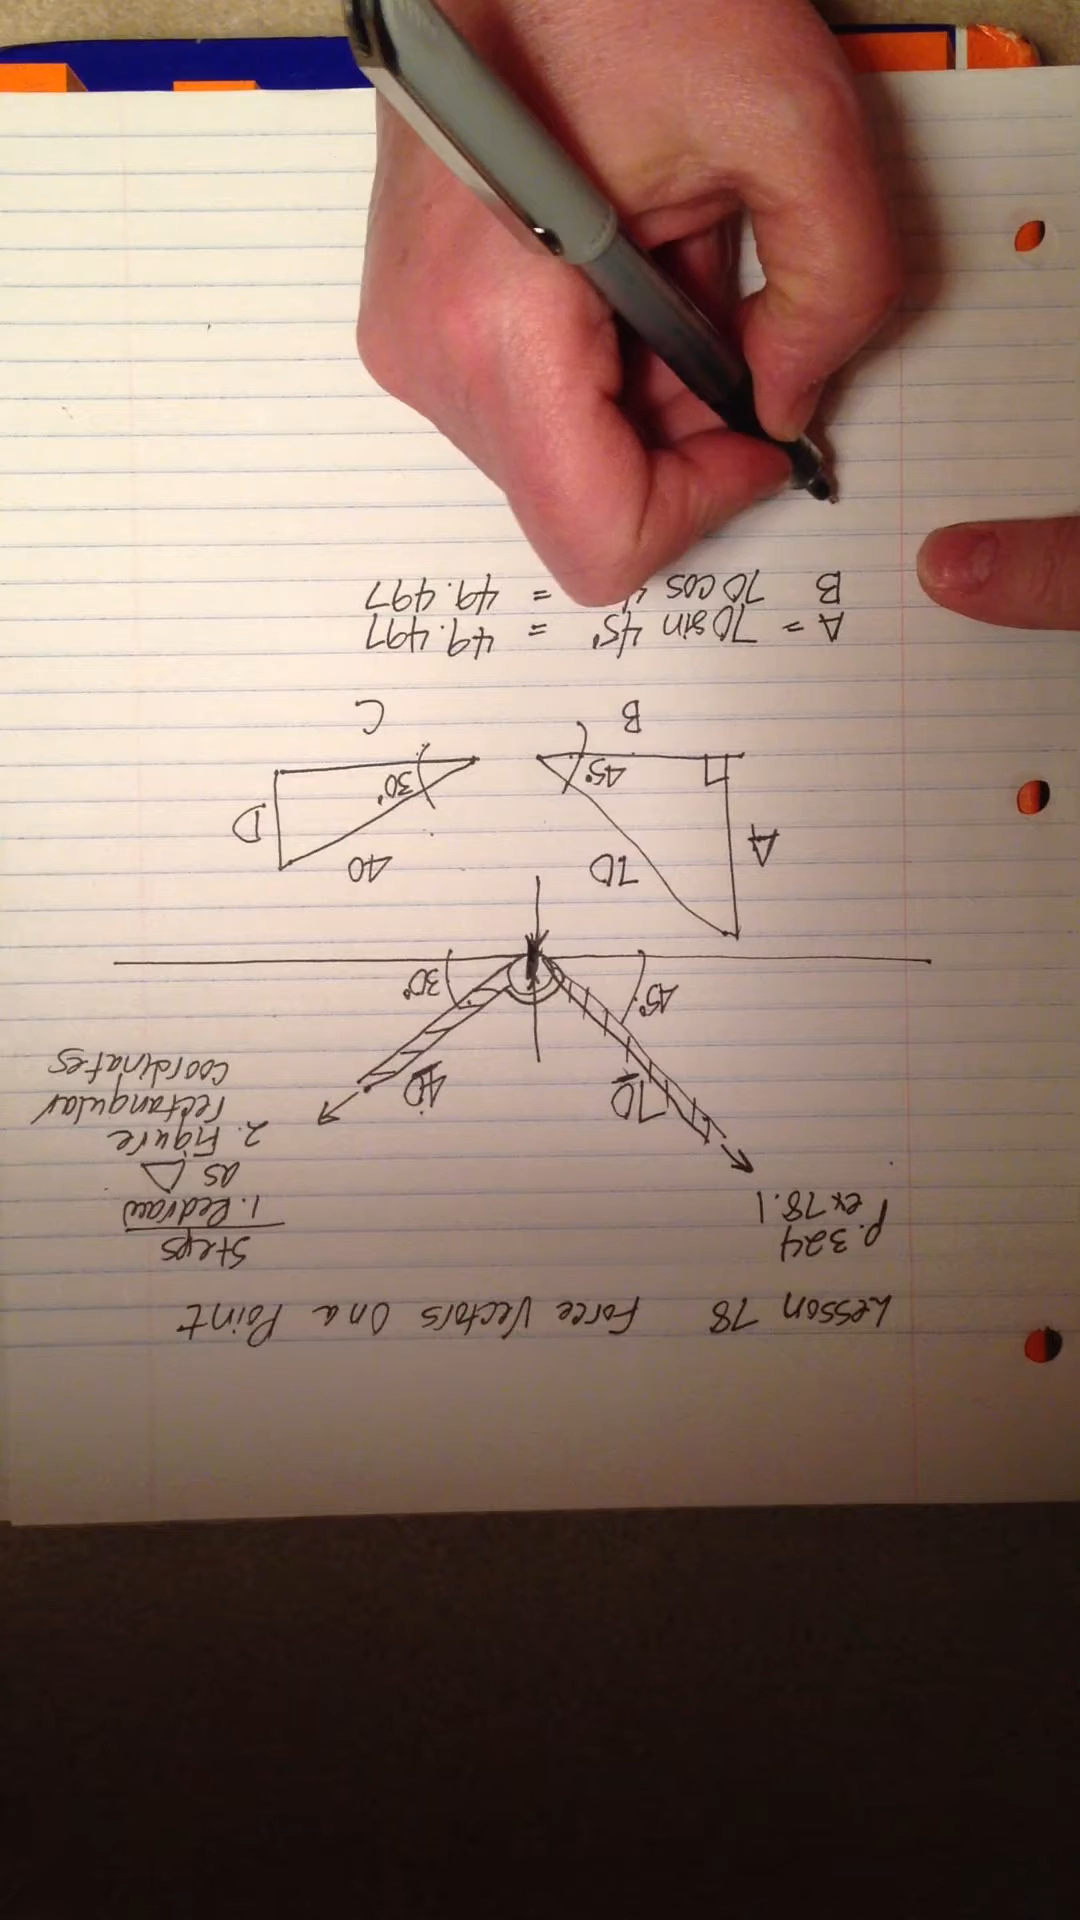 Lesson 78 Force Vectors On a Point
p.324
ex 78.1
Steps
1. Redraw
as △
2. Figure
rectangular
coordinates
70
40
45°
30°
A
70
45°
B
40
30°
D
C
A = 70 sin 45° = 49.497
B 70 cos 4 = 49.497